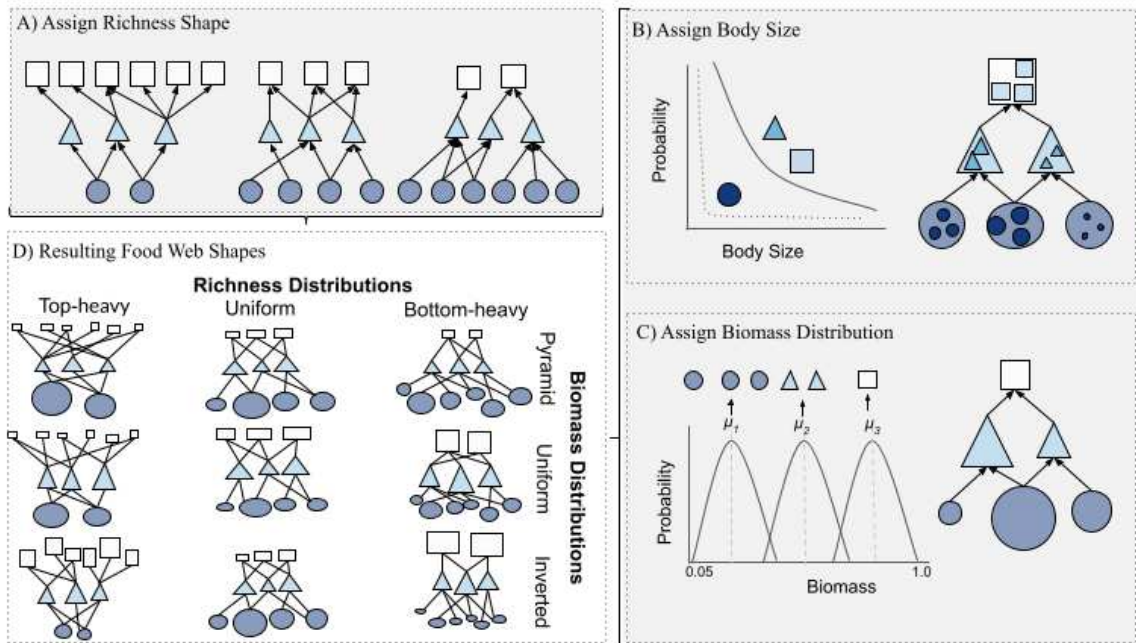 A) Assign Richness Shape
B) Assign Body Size
Probability
Body Size
D) Resulting Food Web Shapes
Richness Distributions
Top-heavy
Uniform
Bottom-heavy
Pyramid
Uniform
Inverted
Biomass Distributions
C) Assign Biomass Distribution
μ1
μ2
μ3
Probability
0.05
1.0
Biomass